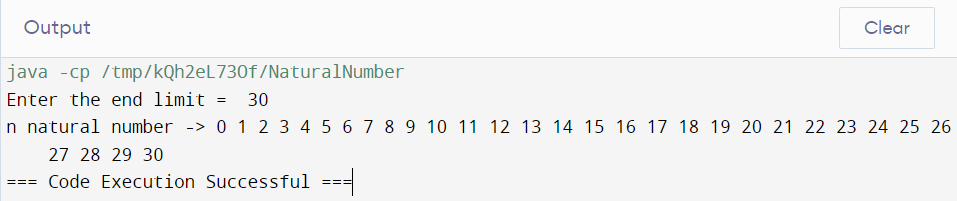 Output
Clear
java -cp /tmp/kQh2eL73Of/NaturalNumber
Enter the end limit =  30
n natural number -> 0 1 2 3 4 5 6 7 8 9 10 11 12 13 14 15 16 17 18 19 20 21 22 23 24 25 26
27 28 29 30
=== Code Execution Successful ===